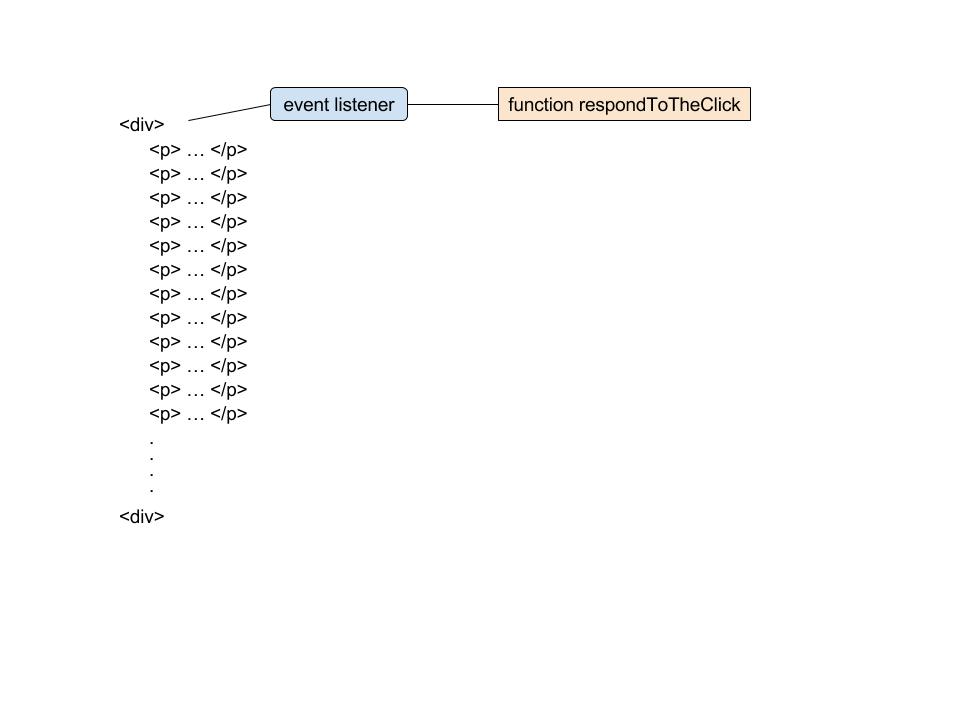 event listener
function respondToTheClick
<div>
<p> … </p>
<p> … </p>
<p> … </p>
<p> … </p>
<p> … </p>
<p> … </p>
<p> … </p>
<p> … </p>
<p> … </p>
<p> … </p>
<p> … </p>
<p> … </p>
.
.
.
.
<div>